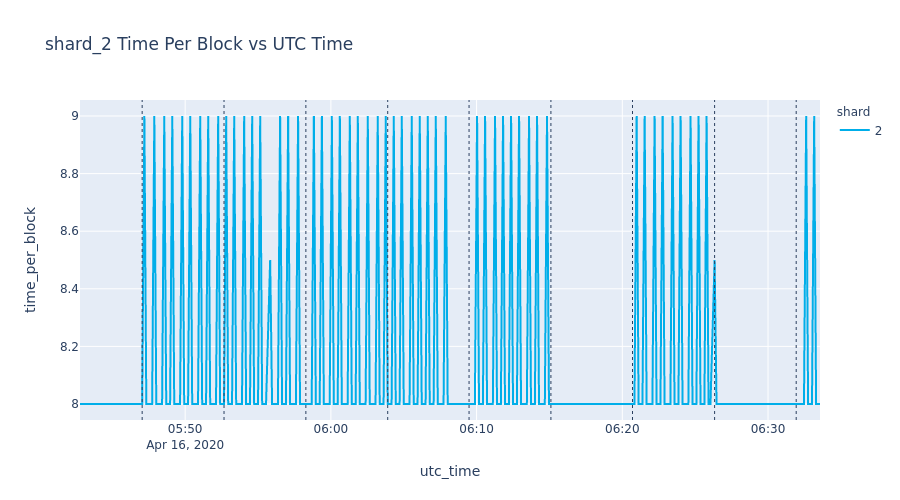 shard_2 Time Per Block vs UTC Time
shard
2
9
8.8
8.6
8.4
8.2
8
time_per_block
05:50
06:00
06:10
06:20
06:30
Apr 16, 2020
utc_time